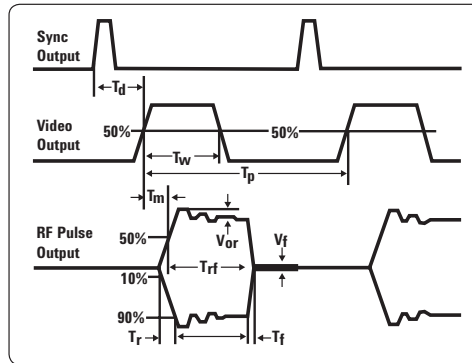 Sync
Output
Td
Video
Output
50%
50%
Tw
Tp
Tm
RF Pulse
Output
50%
Vor
Vf
10%
Trf
90%
Tr
Tf